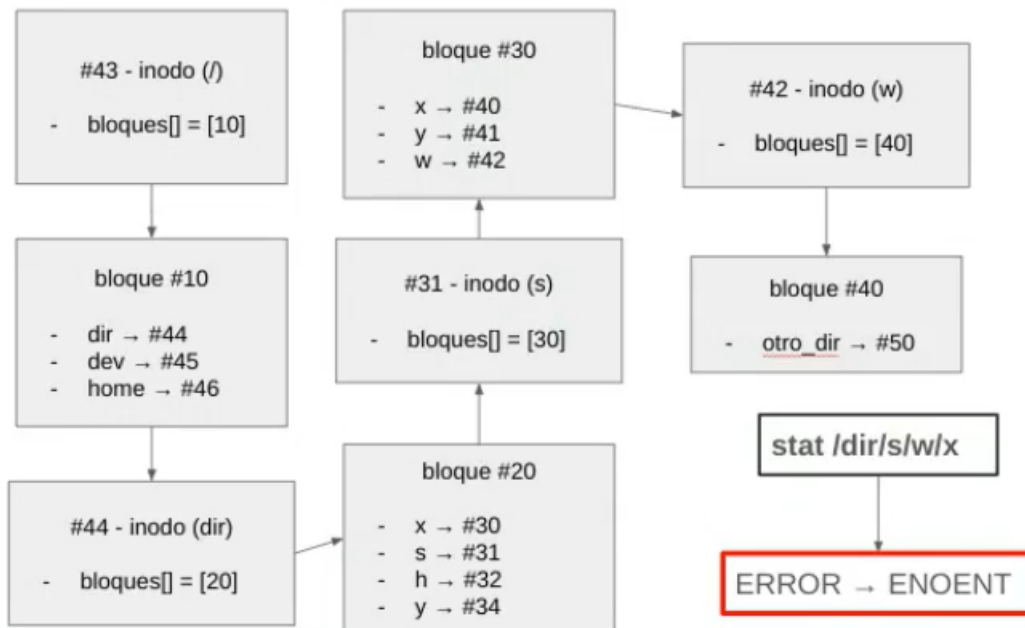 #43 - inodo (/)
- bloques[] = [10]
bloque #10
- dir → #44
- dev → #45
- home → #46
#44 - inodo (dir)
- bloques[] = [20]
bloque #20
- x → #30
- s → #31
- h → #32
- y → #34
#31 - inodo (s)
- bloques[] = [30]
bloque #30
- x → #40
- y → #41
- w → #42
#42 - inodo (w)
- bloques[] = [40]
bloque #40
- otro_dir → #50
stat /dir/s/w/x
ERROR → ENOENT